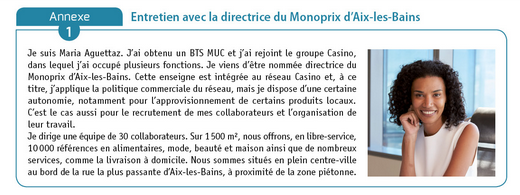 Annexe
1
Entretien avec la directrice du Monoprix d’Aix-les-Bains
Je suis Maria Aguettaz. J’ai obtenu un BTS MUC et j’ai rejoint le groupe Casino,
dans lequel j’ai occupé plusieurs fonctions. Je viens d’être nommée directrice du
Monoprix d’Aix-les-Bains. Cette enseigne est intégrée au réseau Casino et, à ce
titre, j’applique la politique commerciale du réseau, mais je dispose d’une certaine
autonomie, notamment pour l’approvisionnement de certains produits locaux.
C’est le cas aussi pour le recrutement de mes collaborateurs et l’organisation de
leur travail.
Je dirige une équipe de 30 collaborateurs. Sur 1 500 m², nous offrons, en libre-service,
10 000 références en alimentaires, mode, beauté et maison ainsi que de nombreux
services, comme la livraison à domicile. Nous sommes situés en plein centre-ville
au bord de la rue la plus passante d’Aix-les-Bains, à proximité de la zone piétonne.